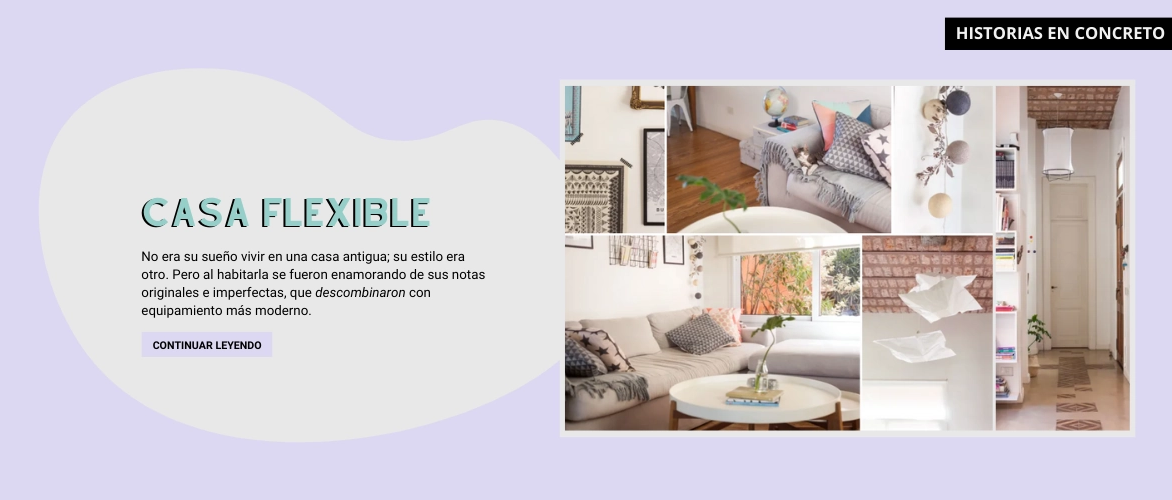 HISTORIAS EN CONCRETO
CASA FLEXIBLE
No era su sueño vivir en una casa antigua; su estilo era
otro. Pero al habitarla se fueron enamorando de sus notas
originales e imperfectas, que descombinaron con
equipamiento más moderno.
CONTINUAR LEYENDO